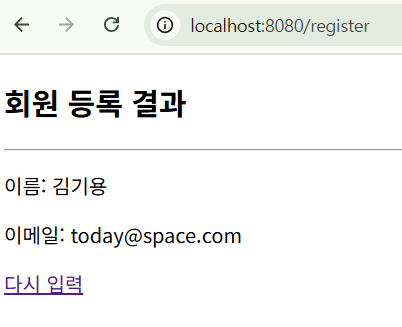 localhost:8080/register
회원 등록 결과
이름: 김기용
이메일: today@space.com
다시 입력